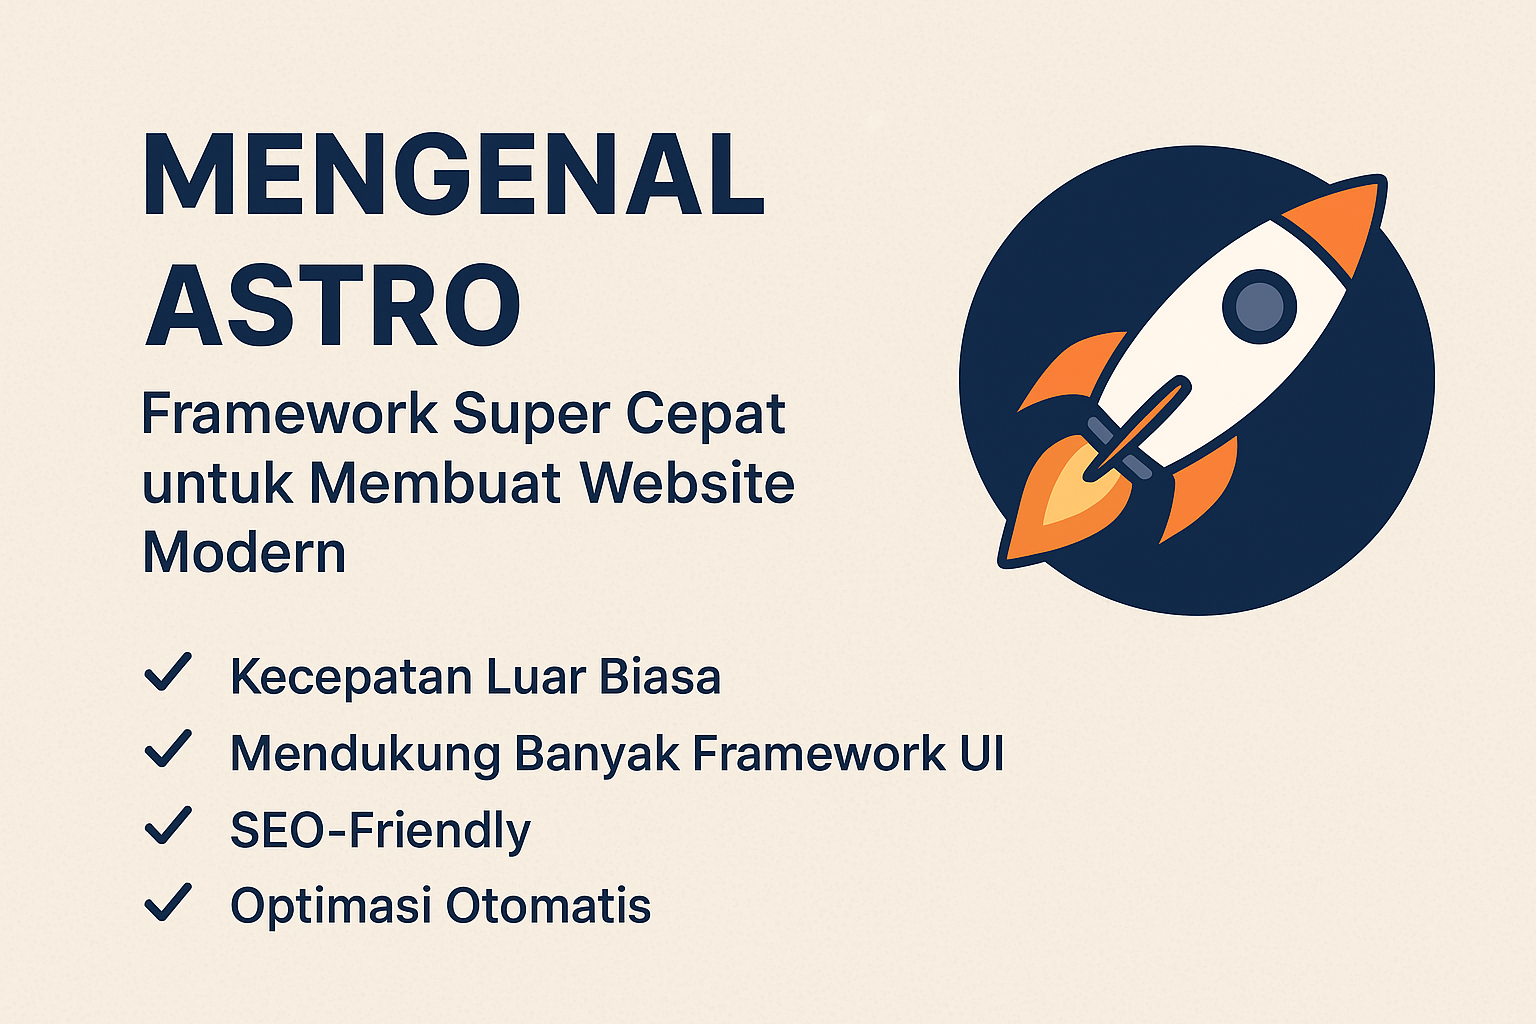 MENGENAL
ASTRO
Framework Super Cepat
untuk Membuat Website
Modern
Kecepatan Luar Biasa
Mendukung Banyak Framework UI
SEO-Friendly
Optimasi Otomatis